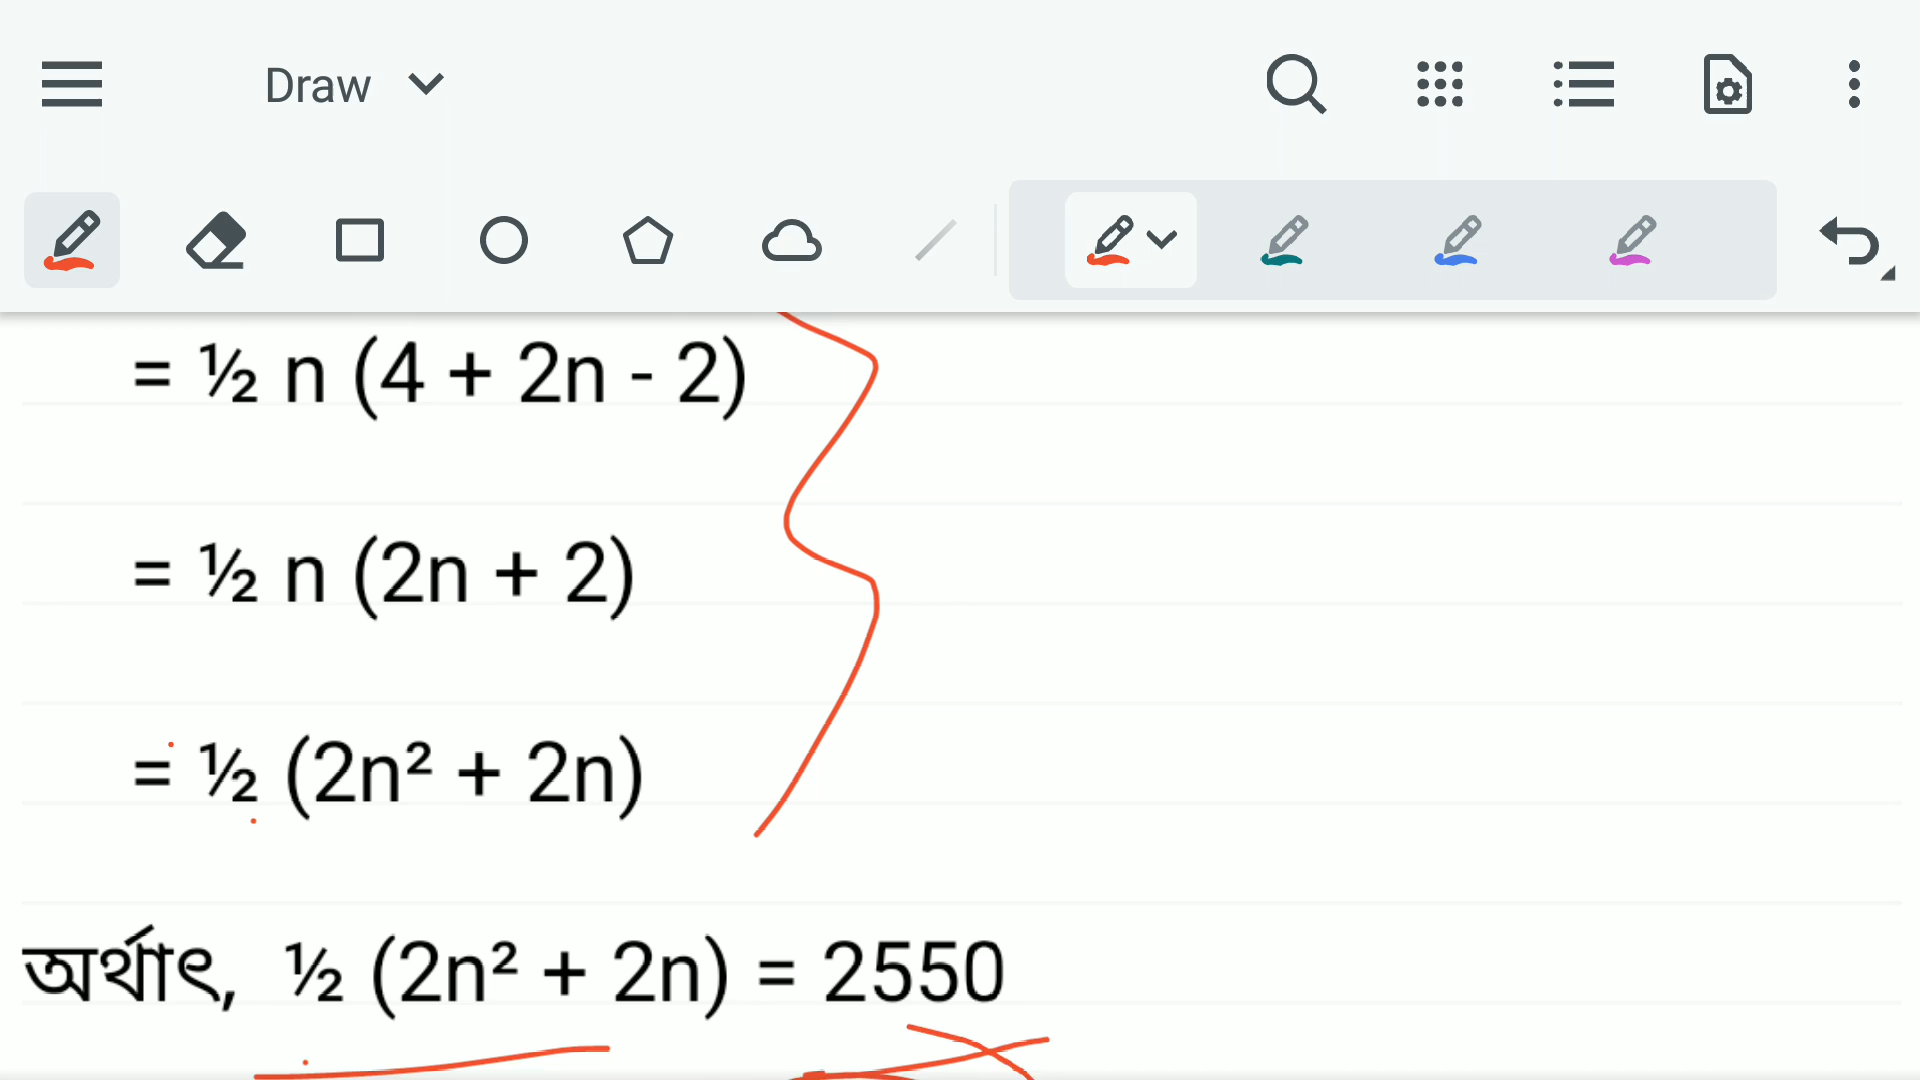 Draw
= ½ n (4 + 2n - 2)
= ½ n (2n + 2)
= ½ (2n² + 2n)
অর্থাৎ, ½ (2n² + 2n) = 2550